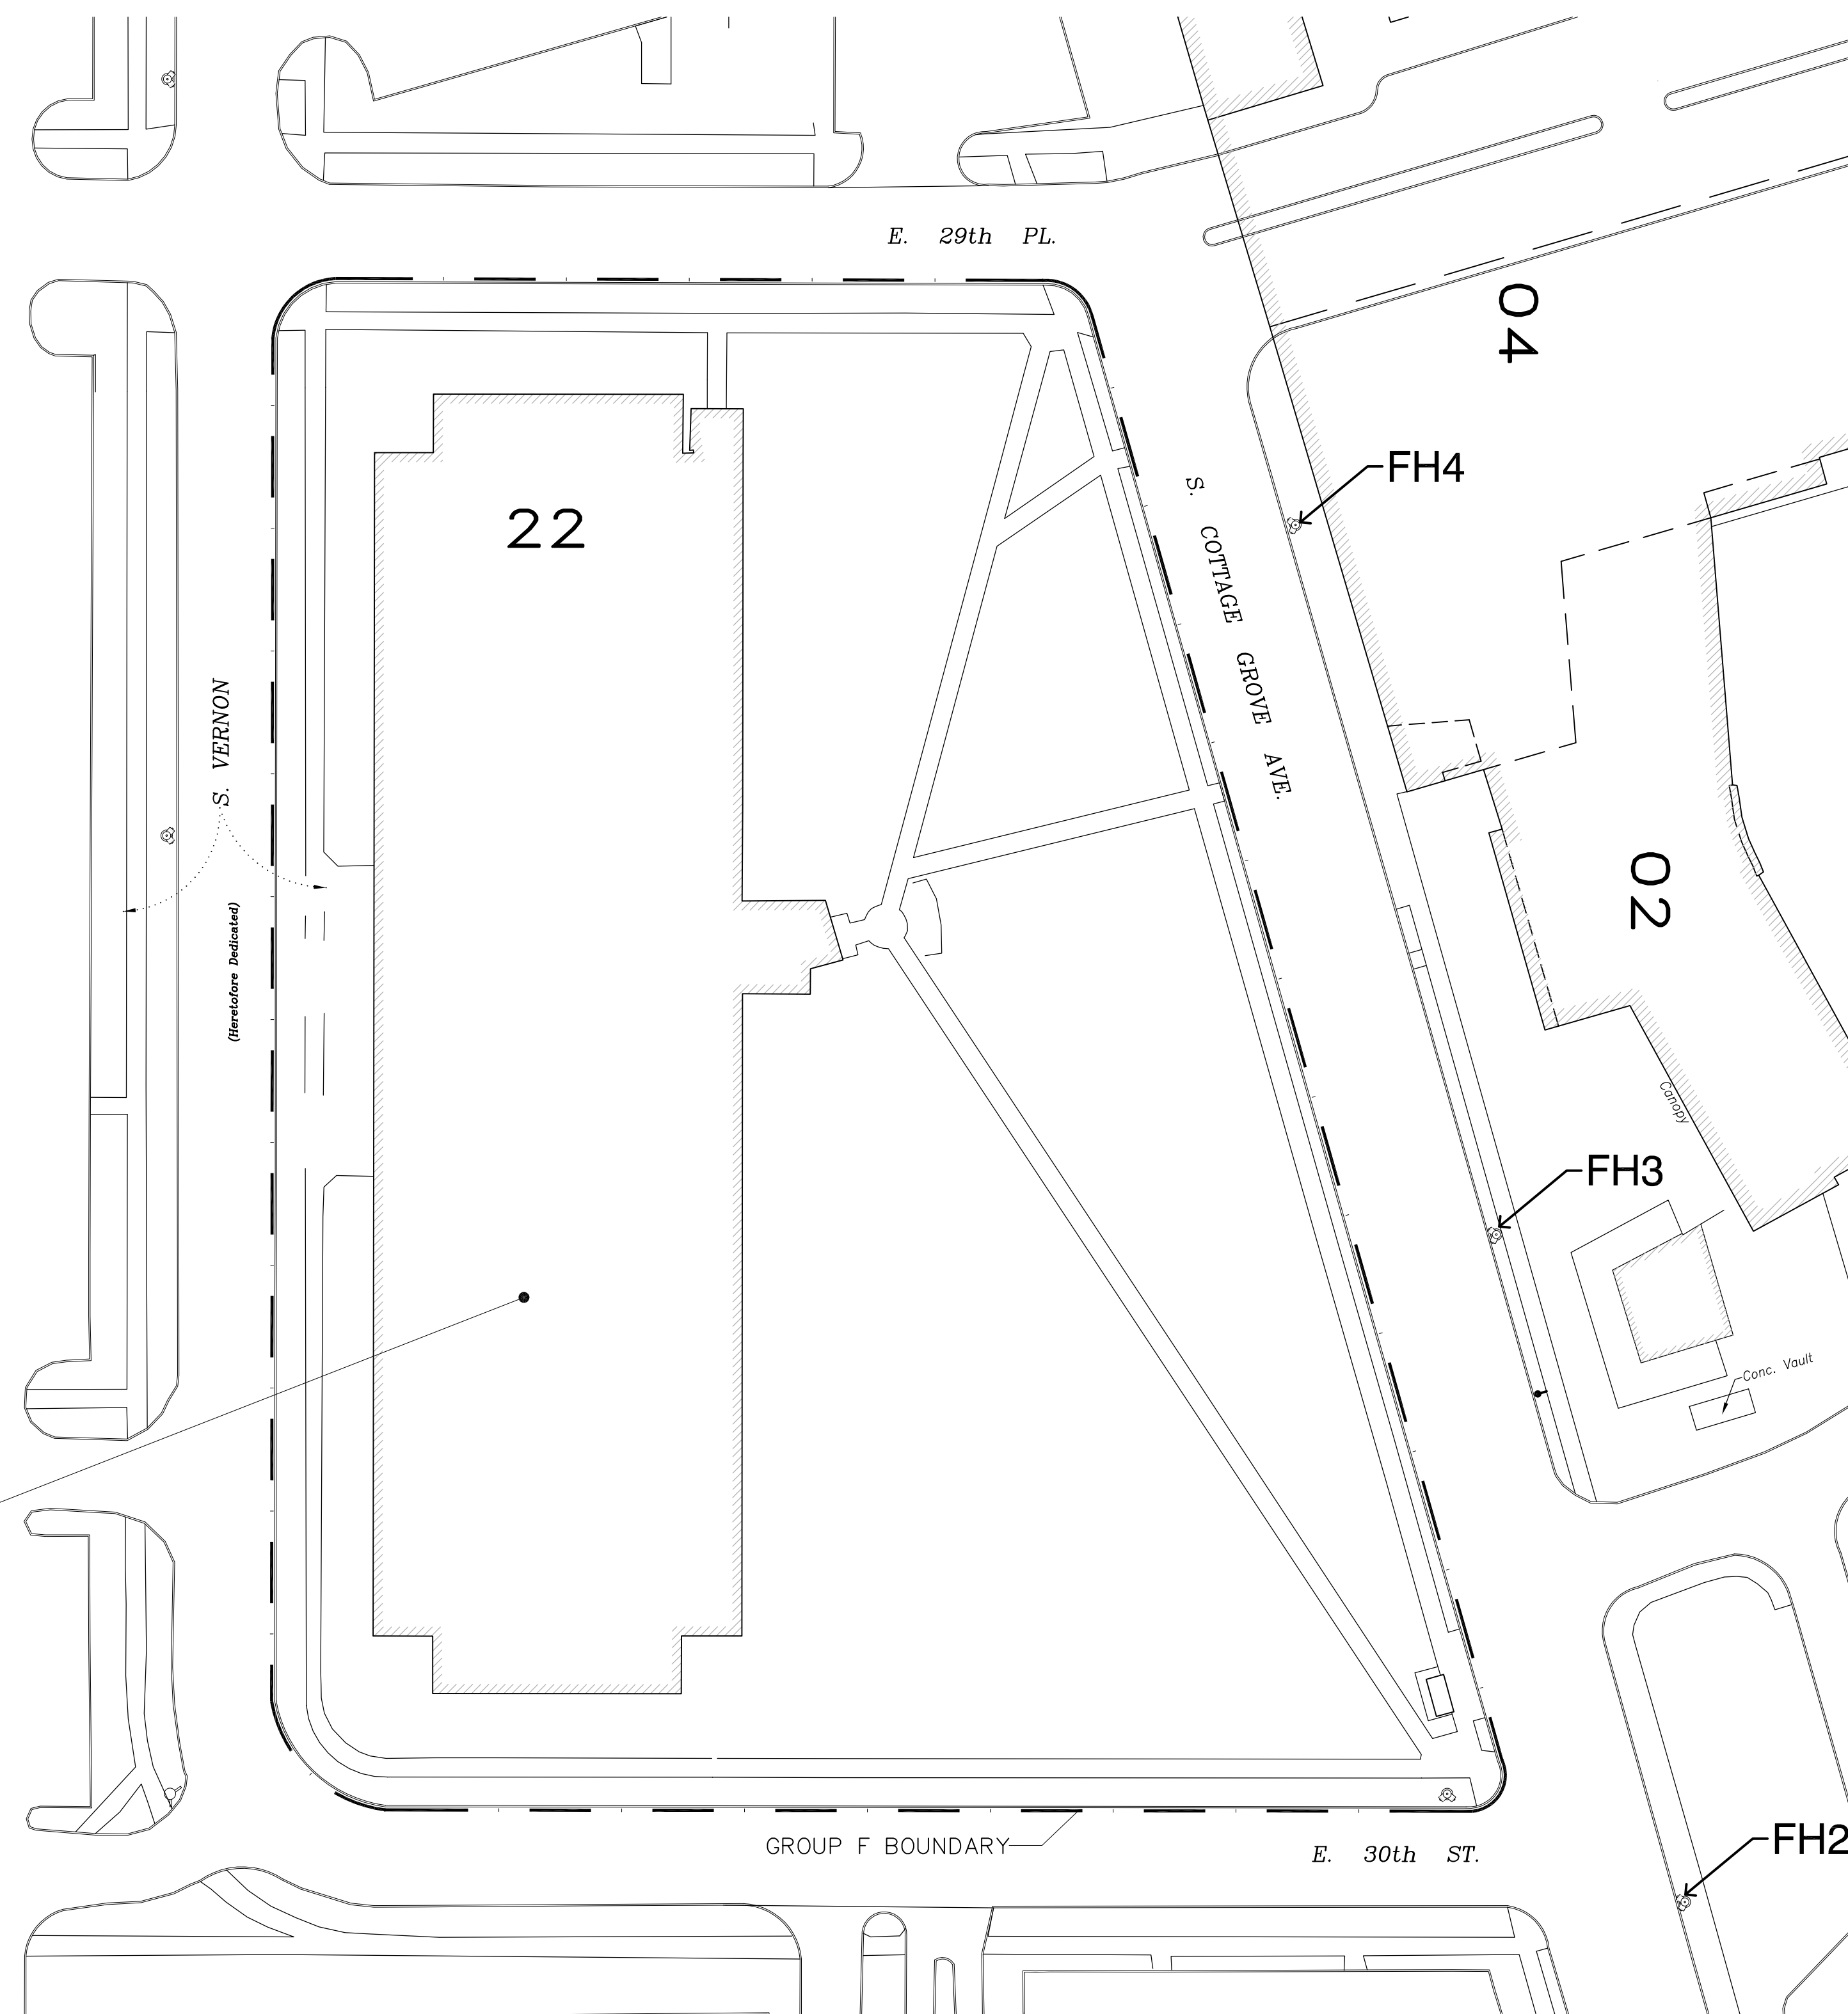 E. 29th PL.
04
FH4
22
S. COTTAGE GROVE AVE.
S. VERNON
(Heretofore Dedicated)
02
Canopy
FH3
Conc. Vault
GROUP F BOUNDARY
E. 30th ST.
FH2